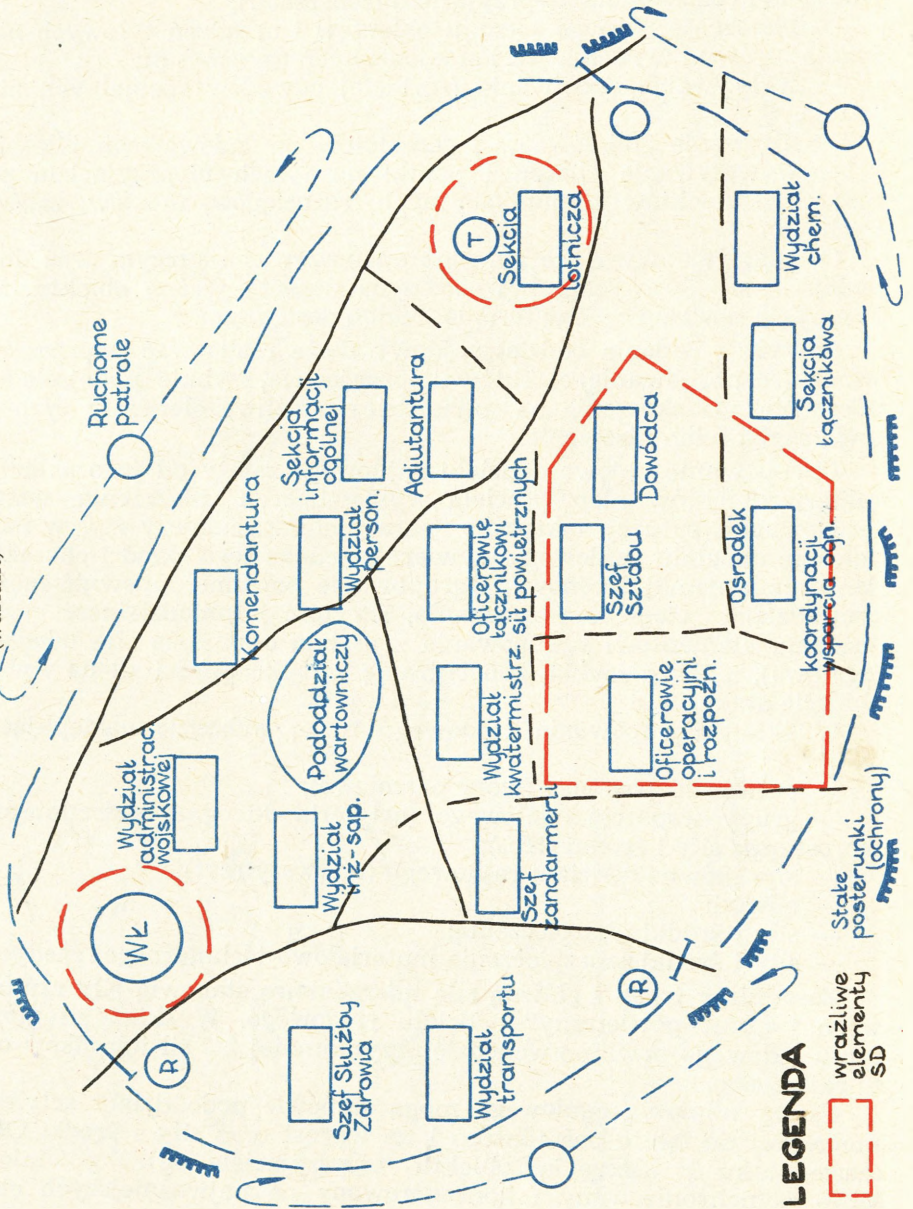 Ruchome
patrole
Komendantura
Wydział
administrac
wojskowej
WŁ
R
Sekcja
informacji
ogólnej
Wydział
person.
Adiutantura
T
Sekcja
lotnicza
Pododdział
wartowniczy
Wydział
inż-sap.
Szef Służby
Zdrowia
Wydział
transportu
Oficerowie
łącznikowi
sił powietrznych
Wydział
kwatermistrz.
Szef
żandarmerii
R
Dowódca
Szef
Sztabu
Oficerowie
operacyjni
i rozpozn.
Ośrodek
koordynacji
wsparcia ogn.
Sekcja
łącznikowa
Wydział
chem.
LEGENDA
wrażliwe
elementy
SD
Stałe
posterunki
(ochrony)